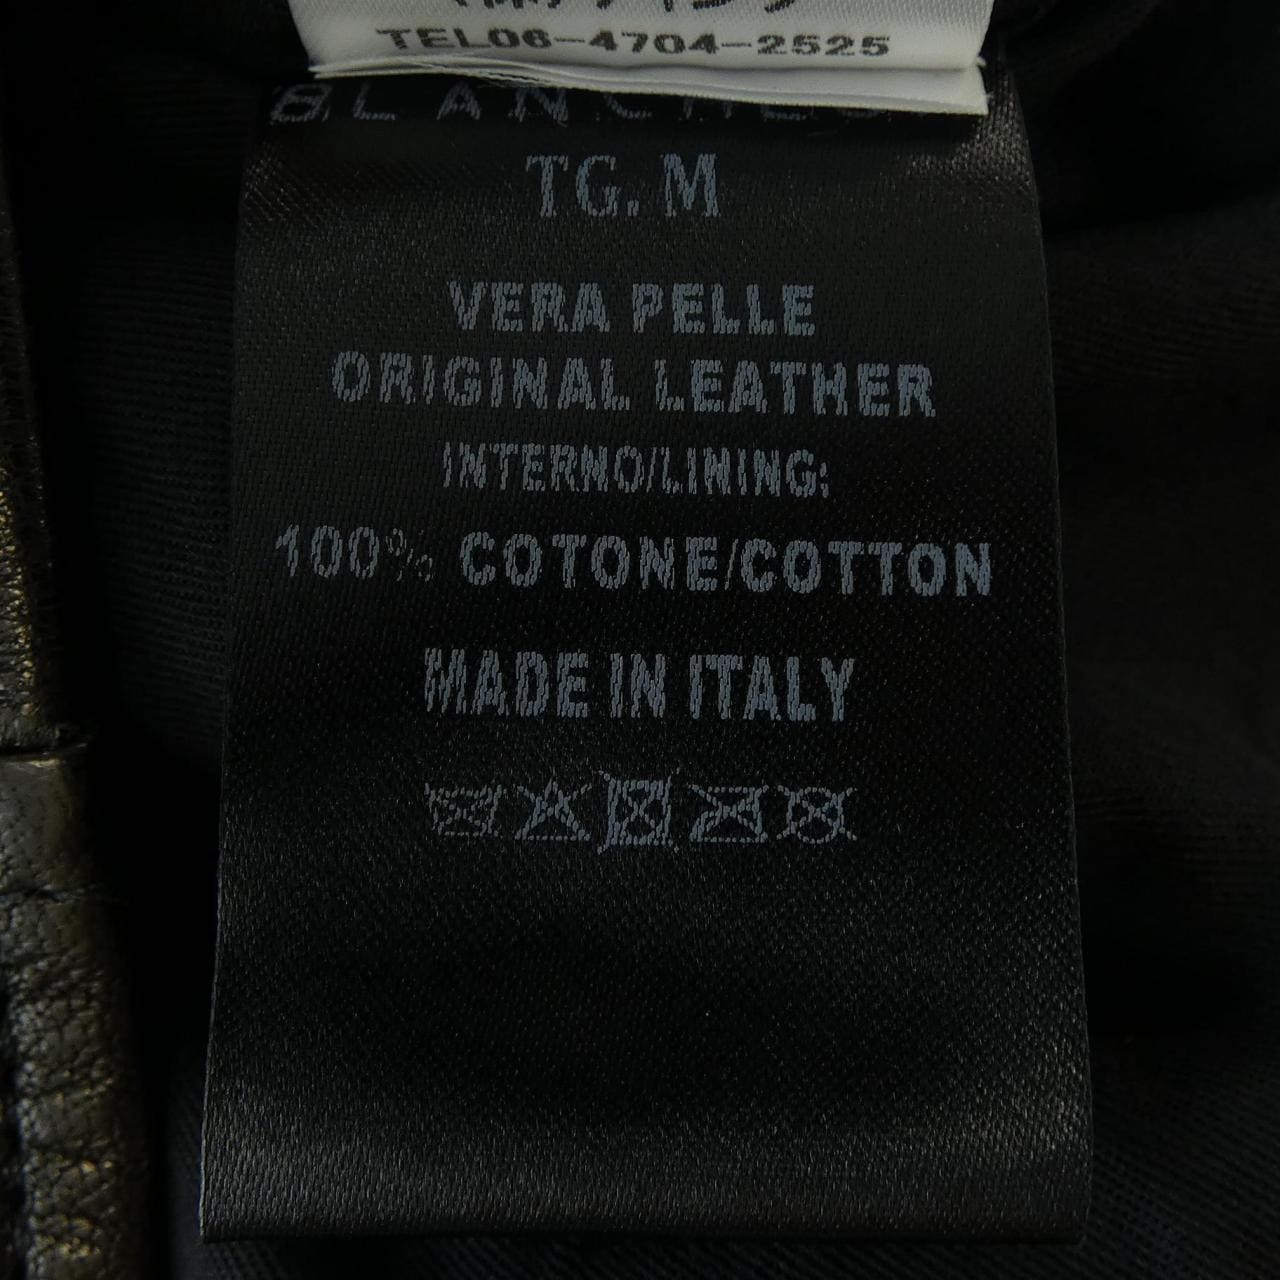 TEL06-4704-2525
TG. M
VERA PELLE
ORIGINAL LEATHER
INTERNO/LINING:
100% COTONE/COTTON
MADE IN ITALY